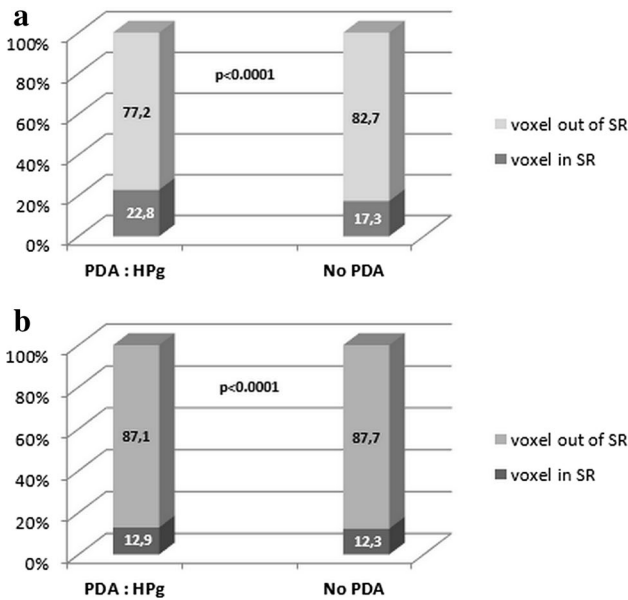 a
100%
80%
60%
40%
20%
0%
77,2
22,8
p<0.0001
82,7
17,3
PDA : HPg
No PDA
voxel out of SR
voxel in SR
b
100%
80%
60%
40%
20%
0%
87,1
12,9
p<0.0001
87,7
12,3
PDA : HPg
No PDA
voxel out of SR
voxel in SR